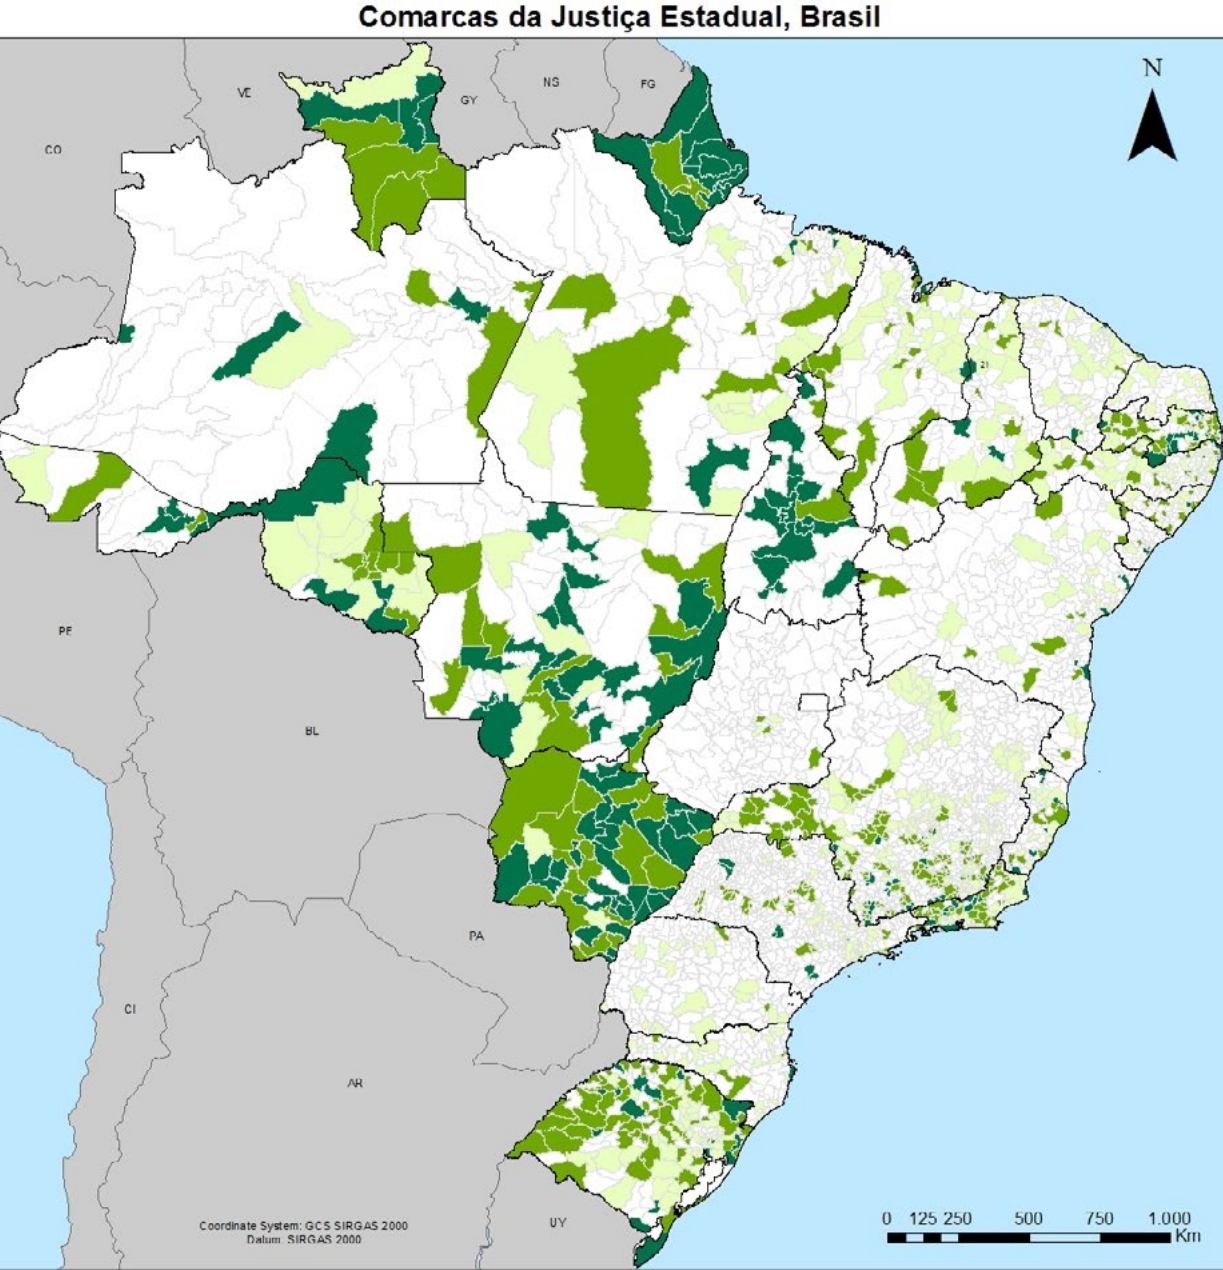 Comarcas da Justiça Estadual, Brasil
N
VE
GY
NS
FG
CO
21
PE
BL
PA
CI
AR
UY
Coordinate System: GCS SIRGAS 2000
Datum: SIRGAS 2000
0 125 250 500 750 1.000
Km